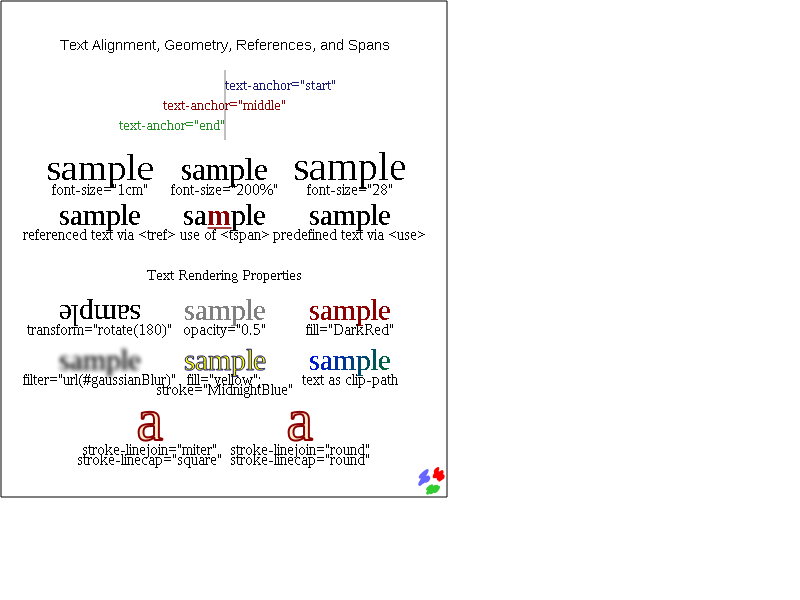 Text Alignment, Geometry, References, and Spans
text-anchor="start"
text-anchor="middle"
text-anchor="end"
sample sample sample
font-size="1cm" font-size="200%" font-size="28"
sample sample sample
referenced text via <tref> use of <tspan> predefined text via <use>
Text Rendering Properties
sample sample sample
transform="rotate(180)" opacity="0.5" fill="DarkRed"
sample sample sample
filter="url(#gaussianBlur)" fill="yellow"; text as clip-path
stroke="MidnightBlue"
a a
stroke-linejoin="miter" stroke-linejoin="round"
stroke-linecap="square" stroke-linecap="round"